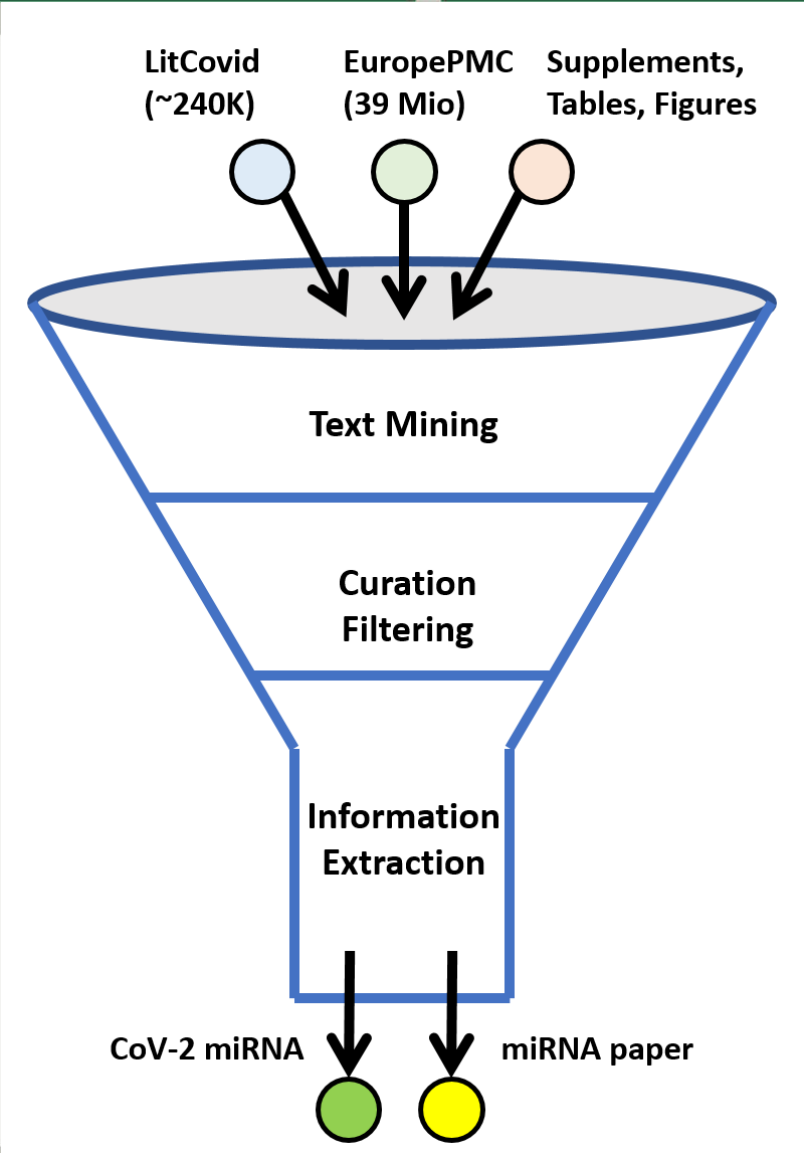 LitCovid
(~240K)
EuropePMC
(39 Mio)
Supplements,
Tables, Figures
Text Mining
Curation
Filtering
Information
Extraction
CoV-2 miRNA
miRNA paper